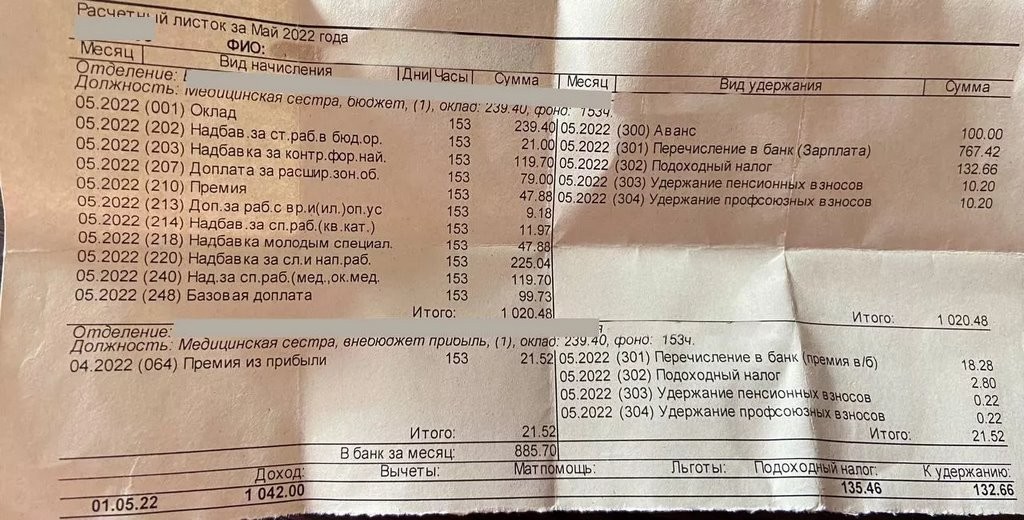 Расчетный листок за Май 2022 года
ФИО:
Месяц Вид начисления Дни Часы Сумма Месяц Вид удержания Сумма
Отделение:
Должность: Медицинская сестра, бюджет, (1), оклад: 239.40, фонд: 153ч.
05.2022 (001) Оклад 153 239.40 05.2022 (300) Аванс 100.00
05.2022 (202) Надбав.за ст.раб.в бюд.ор. 153 21.00 05.2022 (301) Перечисление в банк (Зарплата) 767.42
05.2022 (203) Надбавка за контр.фор.най. 153 119.70 05.2022 (302) Подоходный налог 132.66
05.2022 (207) Доплата за расшир.зон.об. 153 79.00 05.2022 (303) Удержание пенсионных взносов 10.20
05.2022 (210) Премия 153 47.88 05.2022 (304) Удержание профсоюзных взносов 10.20
05.2022 (213) Доп.за раб.с вр.и(ил.)оп.ус 153 9.18
05.2022 (214) Надбав.за сп.раб.(кв.кат.) 153 11.97
05.2022 (218) Надбавка молодым специал. 153 47.88
05.2022 (220) Надбавка за сл.и нап.раб. 153 225.04
05.2022 (240) Над.за сп.раб.(мед.,ок.мед. 153 119.70
05.2022 (248) Базовая доплата 153 99.73
Итого: 1 020.48 Итого: 1 020.48
Отделение:
Должность: Медицинская сестра, внебюджет прибыль, (1), оклад: 239.40, фонд: 153ч.
04.2022 (064) Премия из прибыли 153 21.52 05.2022 (301) Перечисление в банк (премия в/б) 18.28
05.2022 (302) Подоходный налог 2.80
05.2022 (303) Удержание пенсионных взносов 0.22
05.2022 (304) Удержание профсоюзных взносов 0.22
Итого: 21.52 Итого: 21.52
В банк за месяц: 885.70
Доход: Вычеты: Матпомощь: Льготы: Подоходный налог: К удержанию:
01.05.22 1 042.00 135.46 132.66